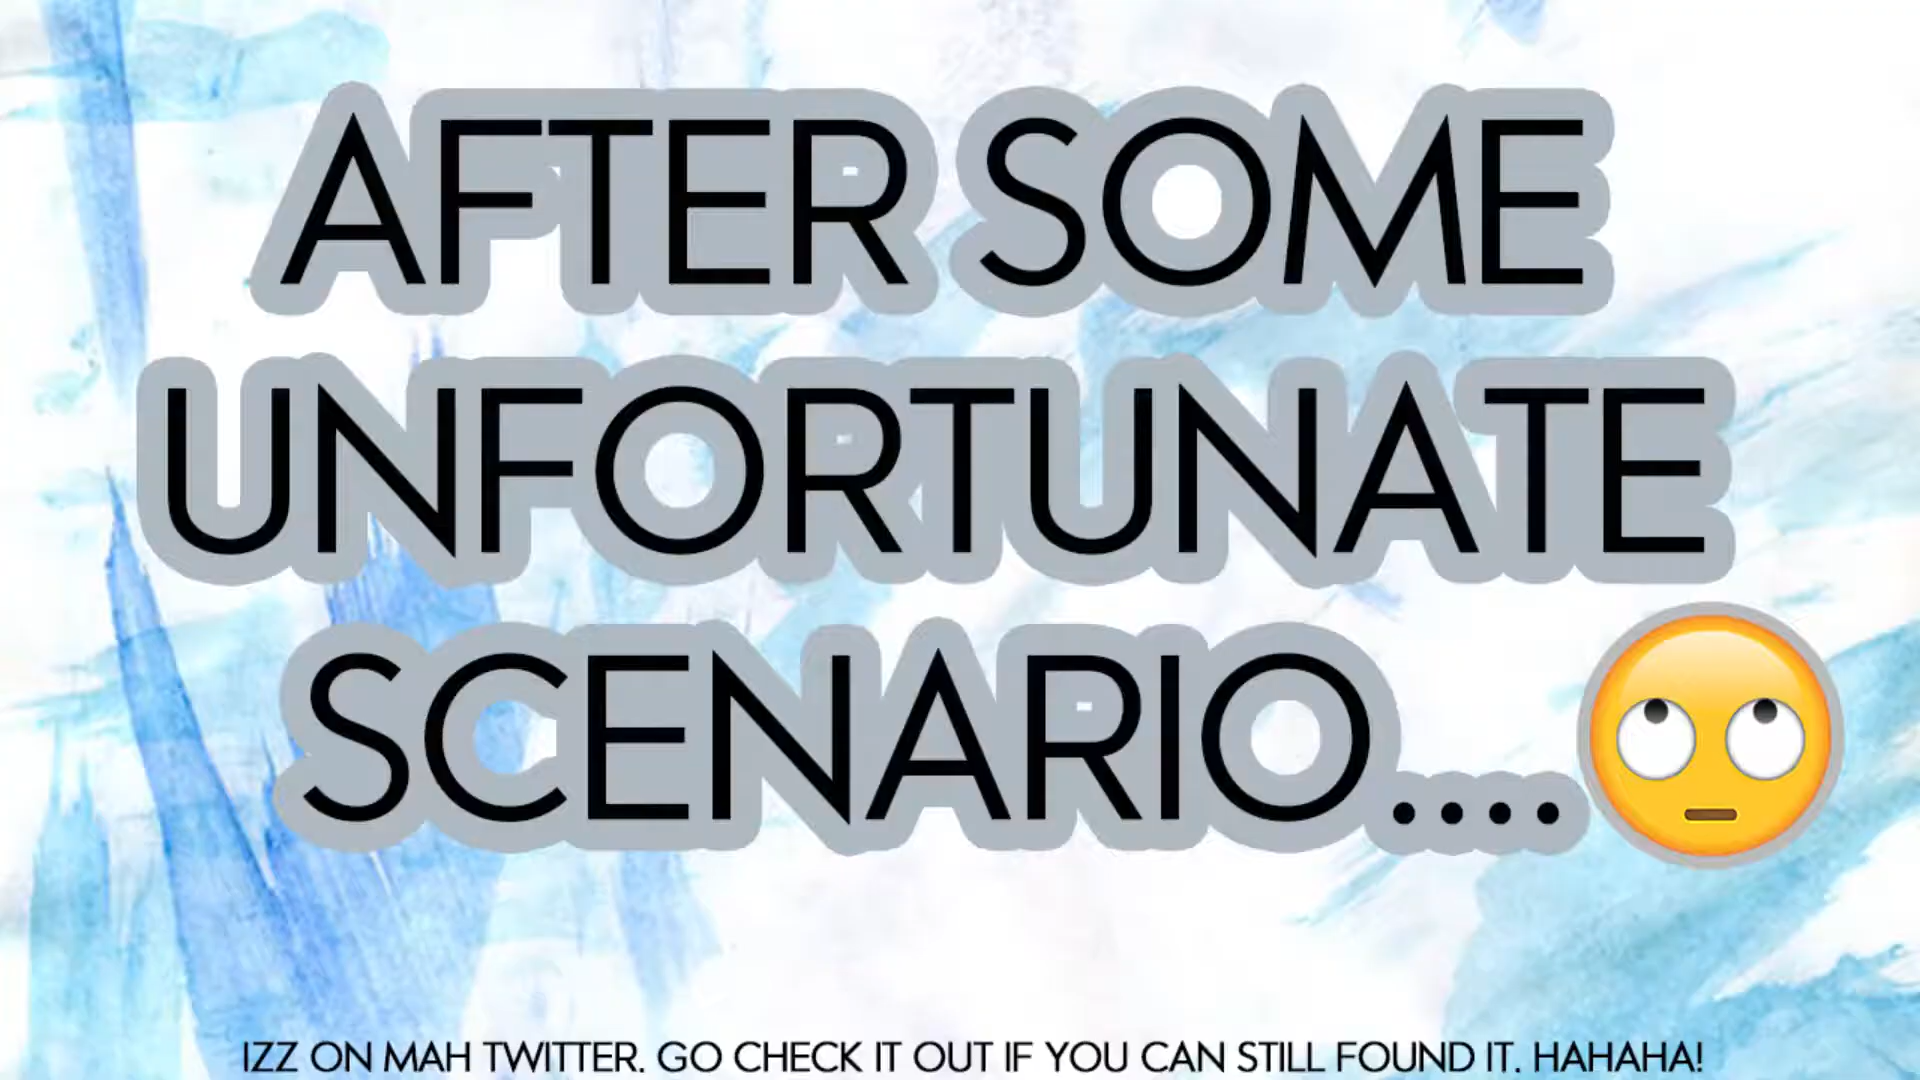 AFTER SOME
UNFORTUNATE
SCENARIO....🙄
IZZ ON MAH TWITTER. GO CHECK IT OUT IF YOU CAN STILL FOUND IT. HAHAHA!